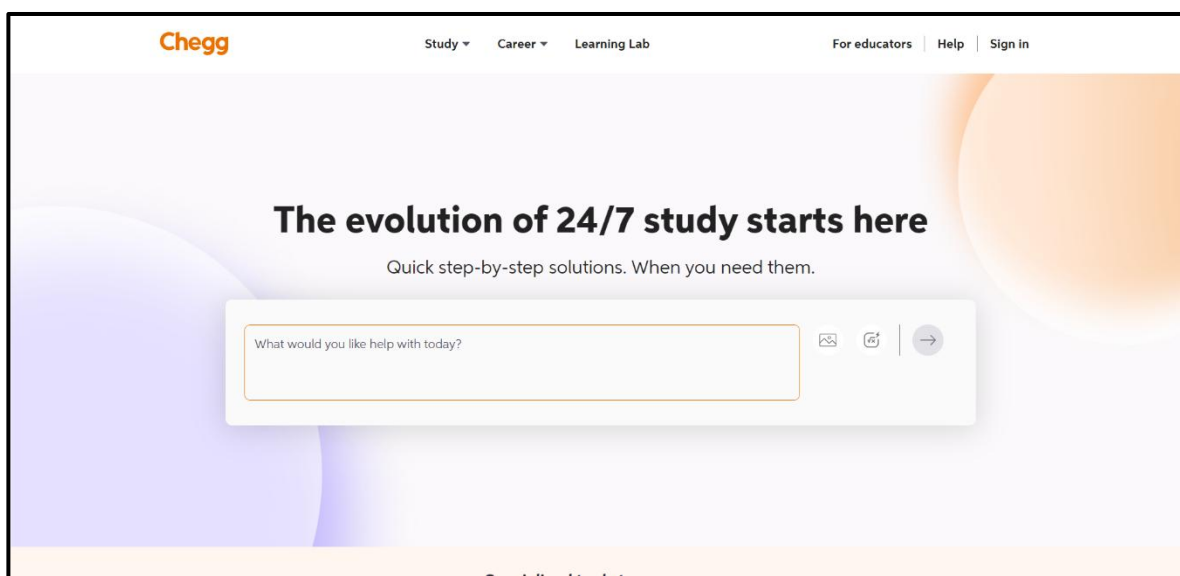 Chegg
Study
Career
Learning Lab
For educators
Help
Sign in
The evolution of 24/7 study starts here
Quick step-by-step solutions. When you need them.
What would you like help with today?